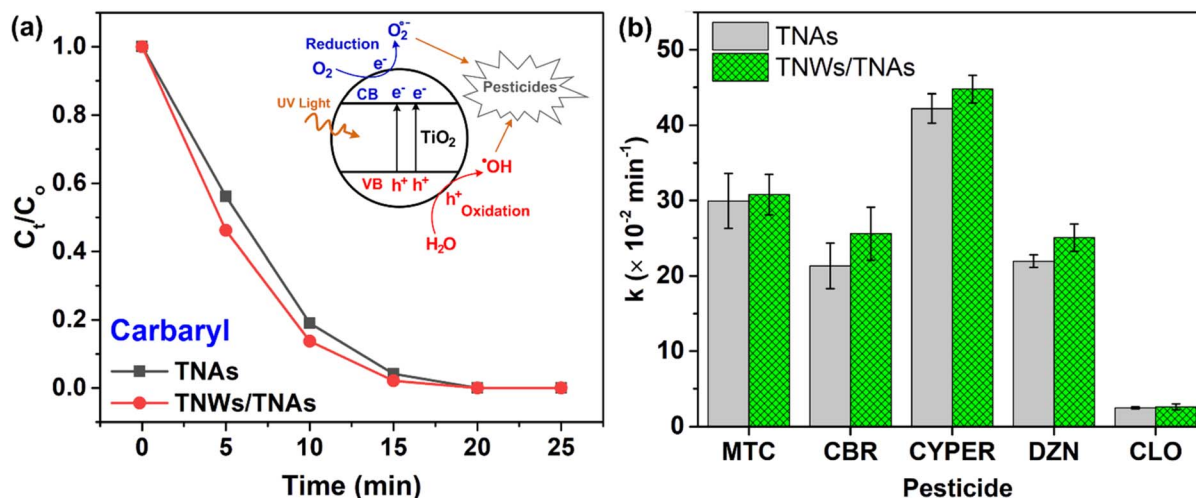 (a)
1.0
0.8
0.6
0.4
0.2
0.0
Cₜ/Cₒ
0 5 10 15 20 25
Time (min)
Carbaryl
TNAs
TNWs/TNAs
Reduction
O₂
e⁻
O₂•⁻
UV Light
CB e⁻ e⁻
TiO₂
VB h⁺ h⁺
h⁺
Oxidation
H₂O
•OH
Pesticides
(b)
TNAs
TNWs/TNAs
50
40
30
20
10
0
k (× 10⁻² min⁻¹)
MTC CBR CYPER DZN CLO
Pesticide